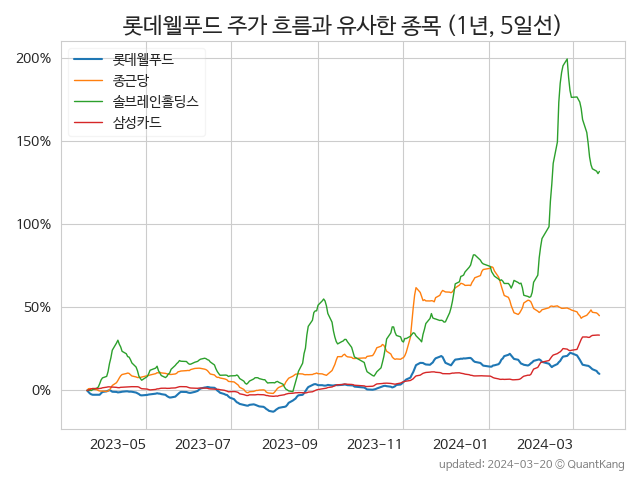 롯데웰푸드 주가 흐름과 유사한 종목 (1년, 5일선)
200%
150%
100%
50%
0%
롯데웰푸드
종근당
솔브레인홀딩스
삼성카드
2023-05
2023-07
2023-09
2023-11
2024-01
2024-03
updated: 2024-03-20 © QuantKang